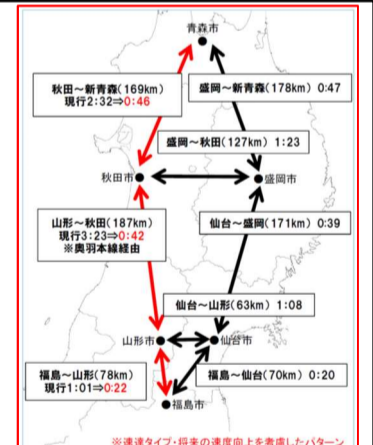 青森市
秋田～新青森(169km)
現行2:32⇒0:46
盛岡～新青森(178km) 0:47
盛岡～秋田(127km) 1:23
秋田市
盛岡市
山形～秋田(187km)
現行3:23⇒0:42
※奥羽本線経由
仙台～盛岡(171km) 0:39
仙台～山形(63km) 1:08
山形市
仙台市
福島～山形(78km)
現行1:01⇒0:22
福島～仙台(70km) 0:20
福島市
※速達タイプ・将来の速度向上を考慮したパターン